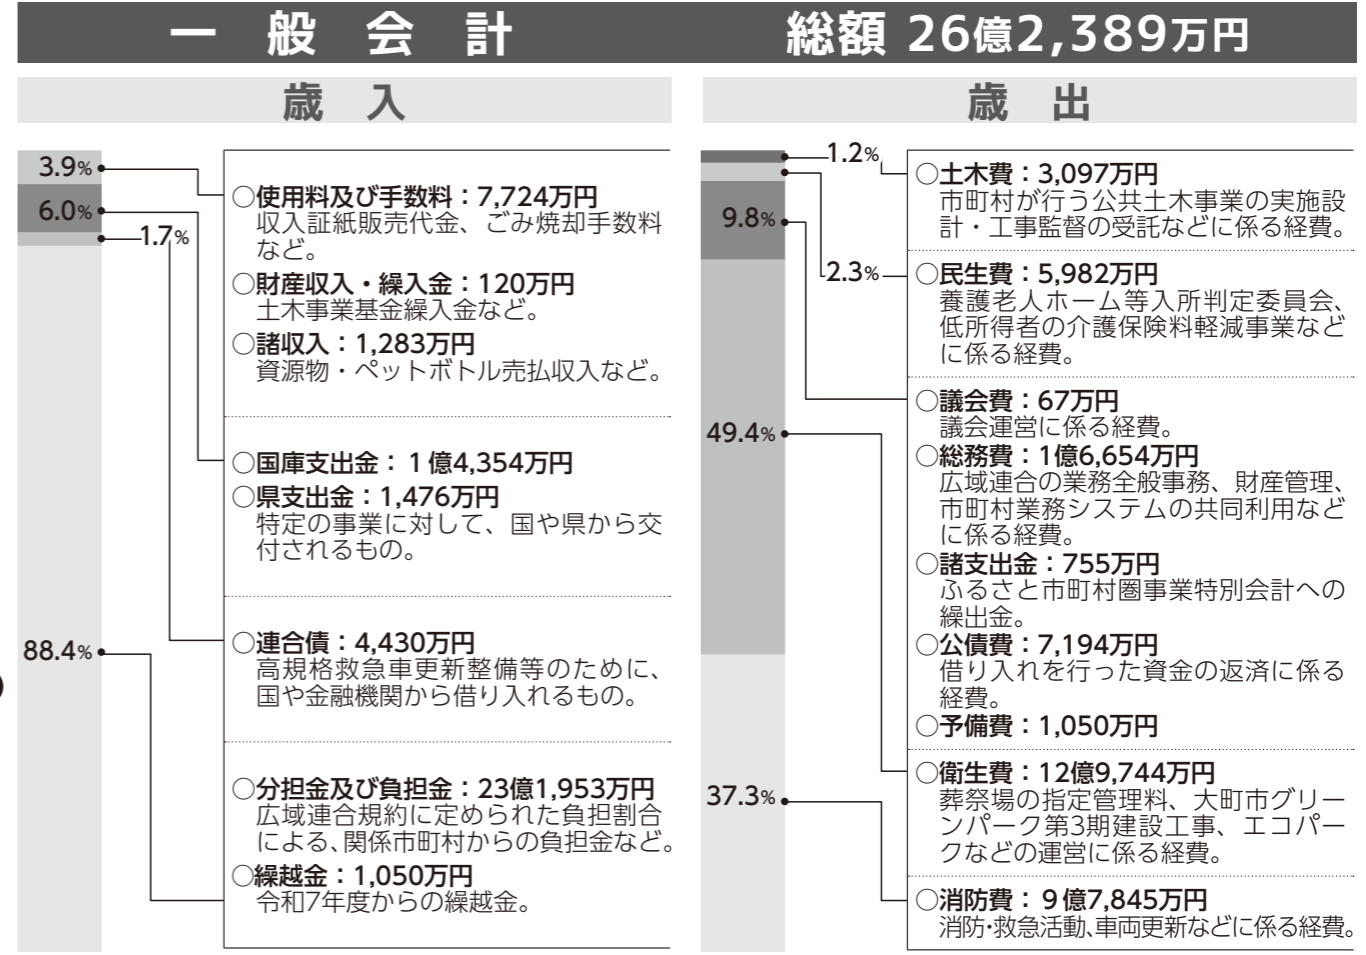 一般会計 総額 26億2,389万円
歳入
3.9%
6.0%
1.7%
88.4%
○使用料及び手数料：7,724万円
収入証紙販売代金、ごみ焼却手数料
など。
○財産収入・繰入金：120万円
土木事業基金繰入金など。
○諸収入：1,283万円
資源物・ペットボトル売払収入など。
○国庫支出金：１億4,354万円
○県支出金：1,476万円
特定の事業に対して、国や県から交
付されるもの。
○連合債：4,430万円
高規格救急車更新整備等のために、
国や金融機関から借り入れるもの。
○分担金及び負担金：23億1,953万円
広域連合規約に定められた負担割合
による、関係市町村からの負担金など。
○繰越金：1,050万円
令和7年度からの繰越金。
歳出
1.2%
9.8%
2.3%
49.4%
37.3%
○土木費：3,097万円
市町村が行う公共土木事業の実施設
計・工事監督の受託などに係る経費。
○民生費：5,982万円
養護老人ホーム等入所判定委員会、
低所得者の介護保険料軽減事業など
に係る経費。
○議会費：67万円
議会運営に係る経費。
○総務費：1億6,654万円
広域連合の業務全般事務、財産管理、
市町村業務システムの共同利用など
に係る経費。
○諸支出金：755万円
ふるさと市町村圏事業特別会計への
繰出金。
○公債費：7,194万円
借り入れを行った資金の返済に係る
経費。
○予備費：1,050万円
○衛生費：12億9,744万円
葬祭場の指定管理料、大町市グリー
ンパーク第3期建設工事、エコパー
クなどの運営に係る経費。
○消防費：９億7,845万円
消防・救急活動、車両更新などに係る経費。